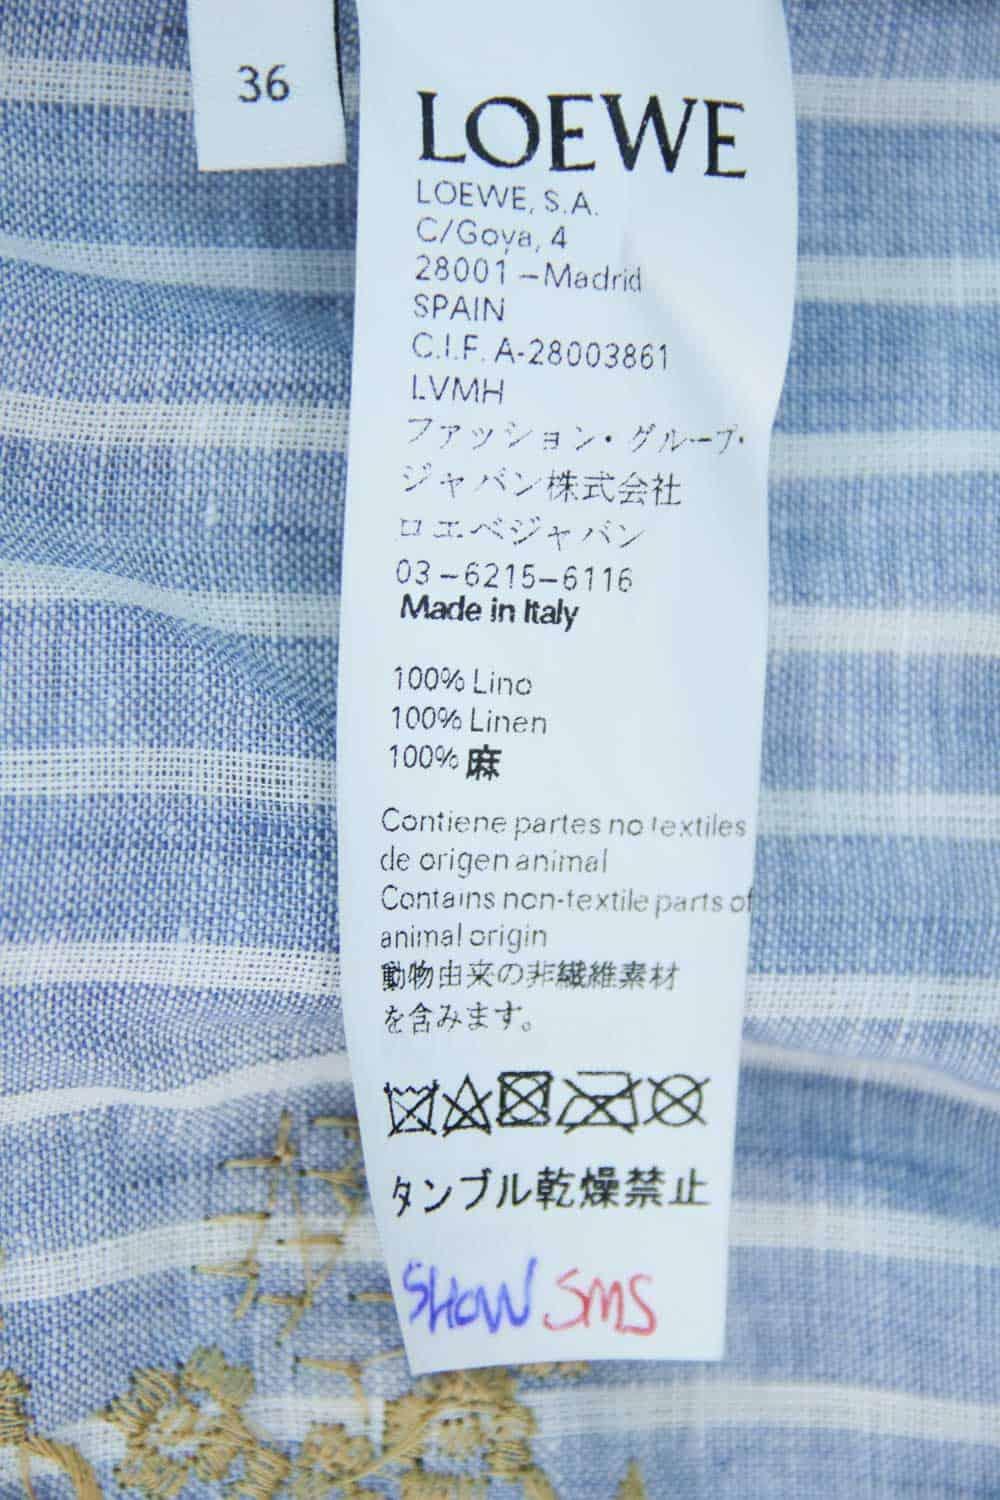 36
LOEWE
LOEWE, S.A.
C/Goya, 4
28001 –Madrid
SPAIN
C.I.F. A-28003861
LVMH
ファッション・グループ・
ジャパン株式会社
ロエベジャパン
03–6215–6116
Made in Italy
100% Lino
100% Linen
100% 麻
Contiene partes no textiles
de origen animal
Contains non-textile parts of
animal origin
動物由来の非繊維素材
を含みます。
タンブル乾燥禁止
SHOW SMS